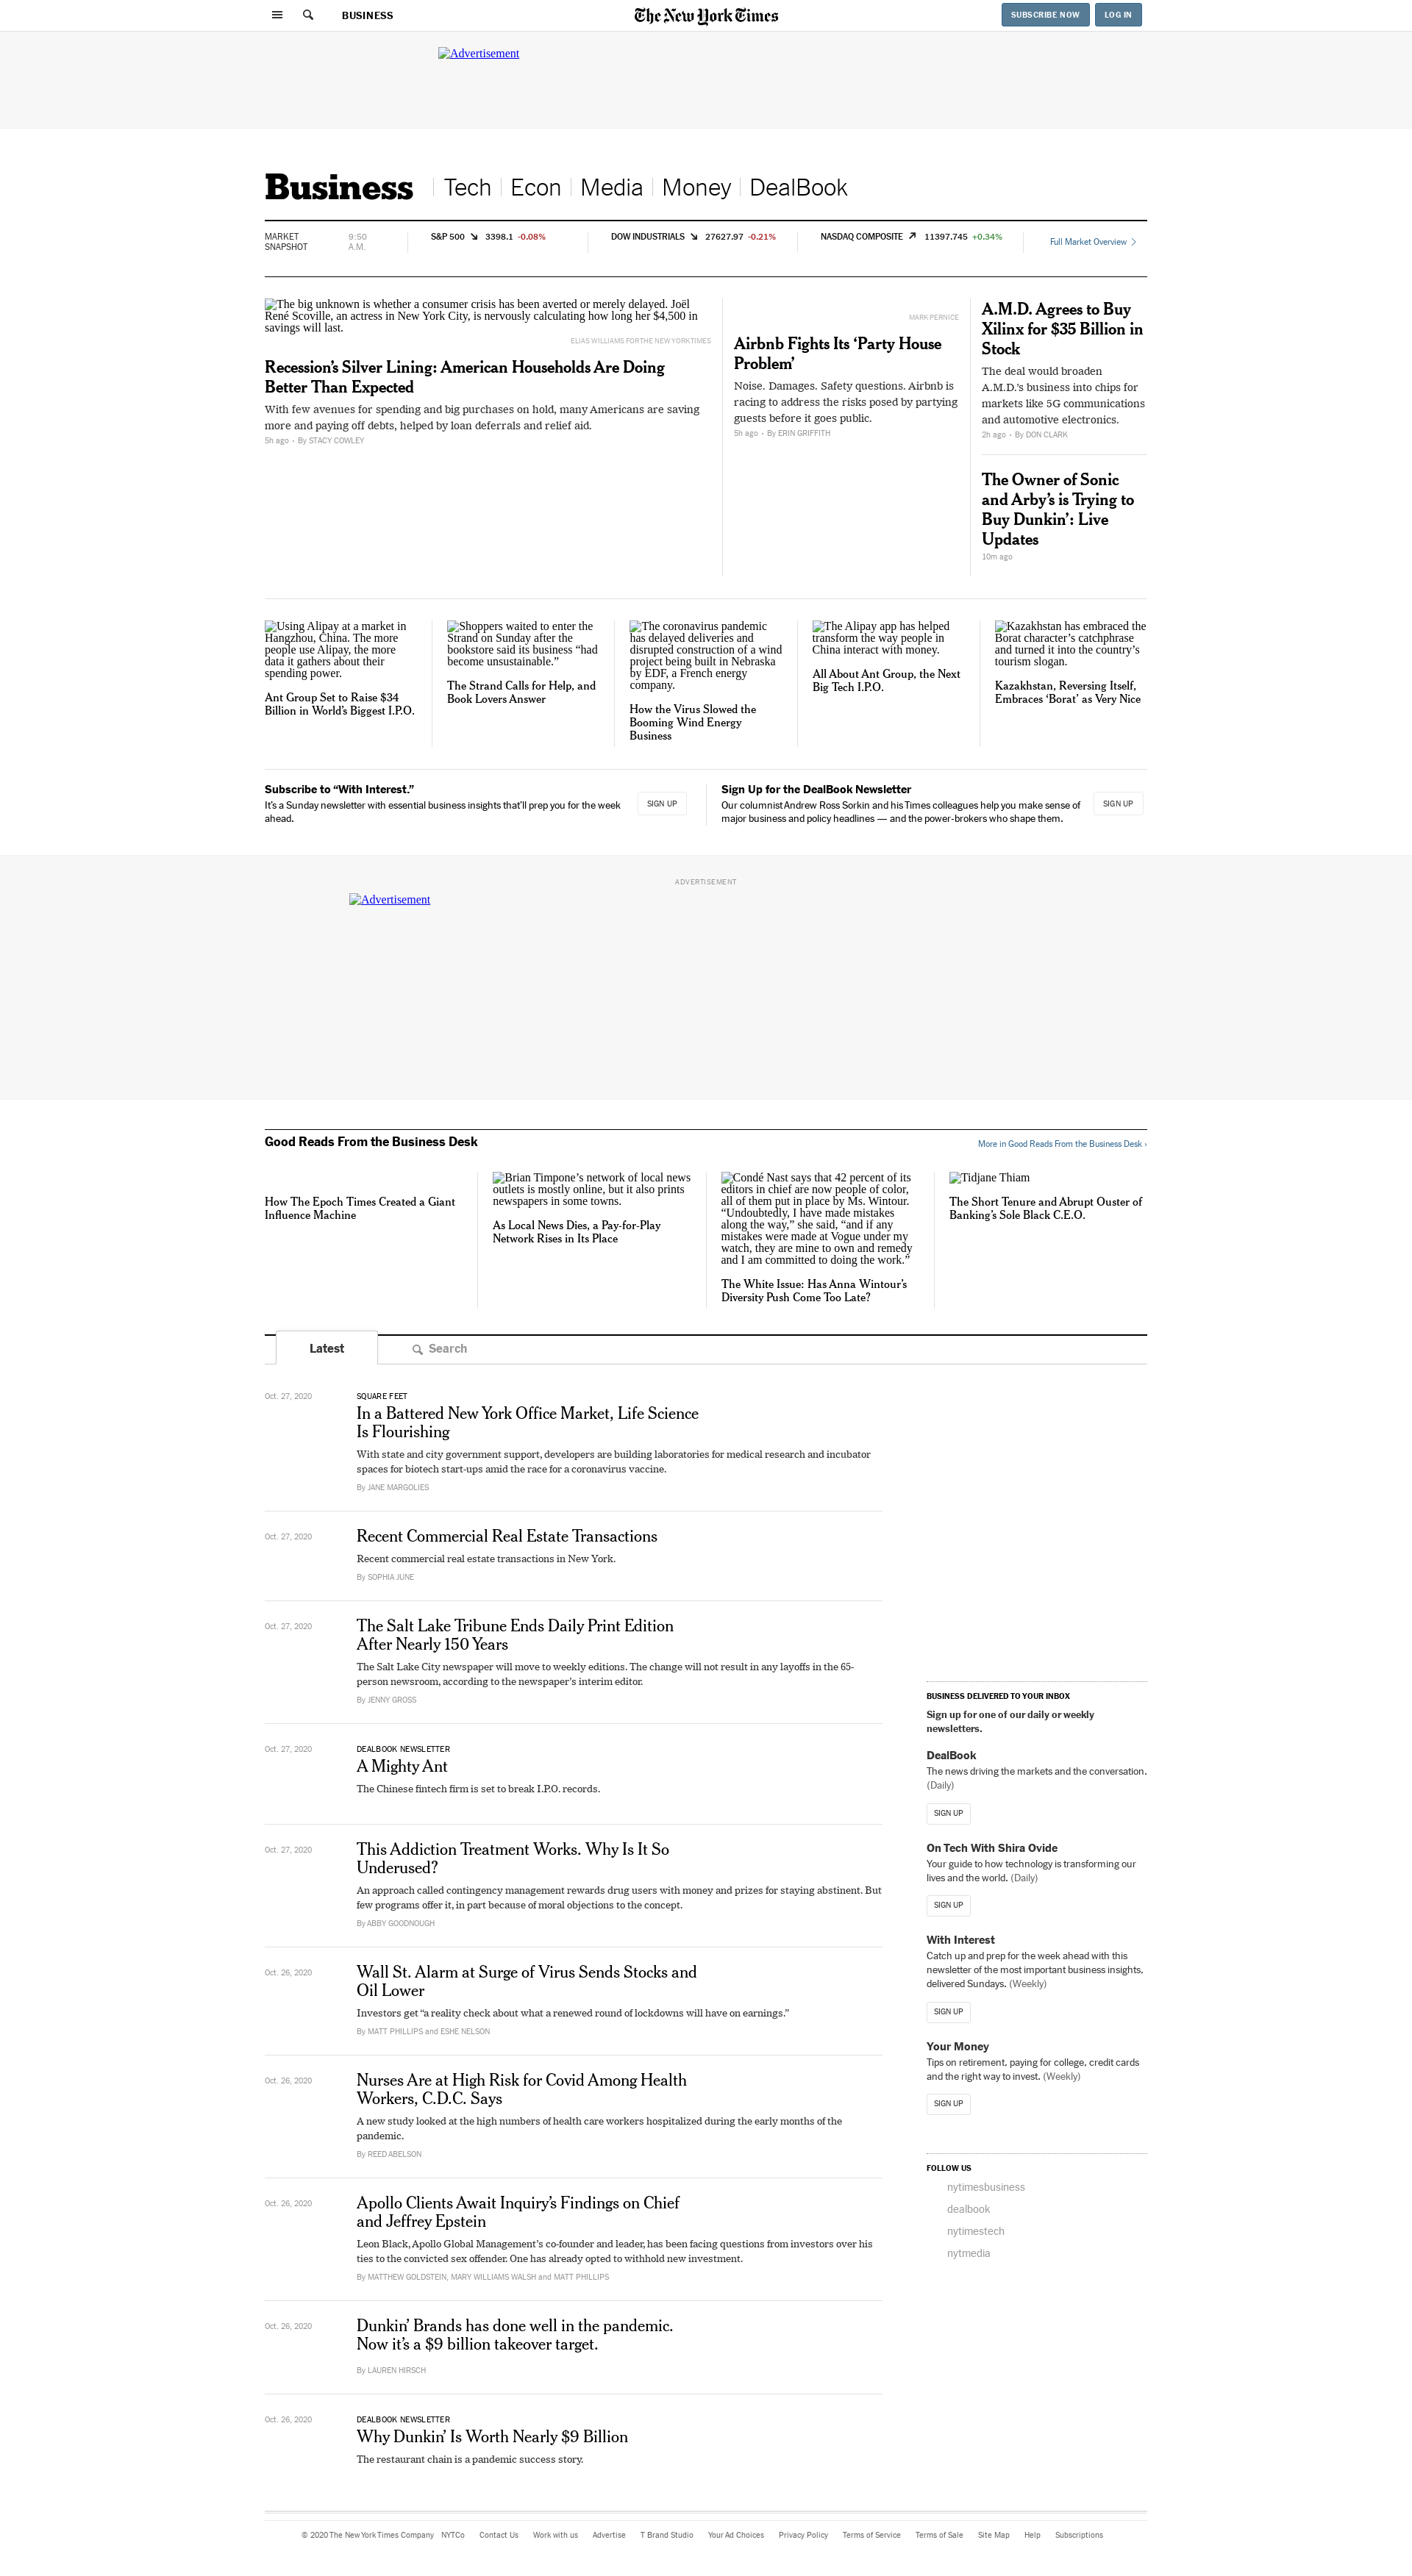 BUSINESS
The New York Times
SUBSCRIBE NOW
LOG IN
Advertisement
Business
Tech
Econ
Media
Money
DealBook
MARKET
SNAPSHOT
9:50
A.M.
S&P 500 3398.1 -0.08%
DOW INDUSTRIALS 27627.97 -0.21%
NASDAQ COMPOSITE 11397.745 +0.34%
Full Market Overview
The big unknown is whether a consumer crisis has been averted or merely delayed. Joël
René Scoville, an actress in New York City, is nervously calculating how long her $4,500 in
savings will last.
ELIAS WILLIAMS FOR THE NEW YORK TIMES
Recession’s Silver Lining: American Households Are Doing
Better Than Expected
With few avenues for spending and big purchases on hold, many Americans are saving
more and paying off debts, helped by loan deferrals and relief aid.
5h ago • By STACY COWLEY
MARK PERNICE
Airbnb Fights Its ‘Party House
Problem’
Noise. Damages. Safety questions. Airbnb is
racing to address the risks posed by partying
guests before it goes public.
5h ago • By ERIN GRIFFITH
A.M.D. Agrees to Buy
Xilinx for $35 Billion in
Stock
The deal would broaden
A.M.D.’s business into chips for
markets like 5G communications
and automotive electronics.
2h ago • By DON CLARK
The Owner of Sonic
and Arby’s is Trying to
Buy Dunkin’: Live
Updates
10m ago
Using Alipay at a market in
Hangzhou, China. The more
people use Alipay, the more
data it gathers about their
spending power.
Ant Group Set to Raise $34
Billion in World’s Biggest I.P.O.
Shoppers waited to enter the
Strand on Sunday after the
bookstore said its business “had
become unsustainable.”
The Strand Calls for Help, and
Book Lovers Answer
The coronavirus pandemic
has delayed deliveries and
disrupted construction of a wind
project being built in Nebraska
by EDF, a French energy
company.
How the Virus Slowed the
Booming Wind Energy
Business
The Alipay app has helped
transform the way people in
China interact with money.
All About Ant Group, the Next
Big Tech I.P.O.
Kazakhstan has embraced the
Borat character’s catchphrase
and turned it into the country’s
tourism slogan.
Kazakhstan, Reversing Itself,
Embraces ‘Borat’ as Very Nice
Subscribe to “With Interest.”
It’s a Sunday newsletter with essential business insights that’ll prep you for the week
ahead.
SIGN UP
Sign Up for the DealBook Newsletter
Our columnist Andrew Ross Sorkin and his Times colleagues help you make sense of
major business and policy headlines — and the power-brokers who shape them.
SIGN UP
ADVERTISEMENT
Advertisement
Good Reads From the Business Desk
More in Good Reads From the Business Desk ›
How The Epoch Times Created a Giant
Influence Machine
Brian Timpone’s network of local news
outlets is mostly online, but it also prints
newspapers in some towns.
As Local News Dies, a Pay-for-Play
Network Rises in Its Place
Condé Nast says that 42 percent of its
editors in chief are now people of color,
all of them put in place by Ms. Wintour.
“Undoubtedly, I have made mistakes
along the way,” she said, “and if any
mistakes were made at Vogue under my
watch, they are mine to own and remedy
and I am committed to doing the work.”
The White Issue: Has Anna Wintour’s
Diversity Push Come Too Late?
Tidjane Thiam
The Short Tenure and Abrupt Ouster of
Banking’s Sole Black C.E.O.
Latest
Search
Oct. 27, 2020
SQUARE FEET
In a Battered New York Office Market, Life Science
Is Flourishing
With state and city government support, developers are building laboratories for medical research and incubator
spaces for biotech start-ups amid the race for a coronavirus vaccine.
By JANE MARGOLIES
Oct. 27, 2020
Recent Commercial Real Estate Transactions
Recent commercial real estate transactions in New York.
By SOPHIA JUNE
Oct. 27, 2020
The Salt Lake Tribune Ends Daily Print Edition
After Nearly 150 Years
The Salt Lake City newspaper will move to weekly editions. The change will not result in any layoffs in the 65-
person newsroom, according to the newspaper’s interim editor.
By JENNY GROSS
Oct. 27, 2020
DEALBOOK NEWSLETTER
A Mighty Ant
The Chinese fintech firm is set to break I.P.O. records.
Oct. 27, 2020
This Addiction Treatment Works. Why Is It So
Underused?
An approach called contingency management rewards drug users with money and prizes for staying abstinent. But
few programs offer it, in part because of moral objections to the concept.
By ABBY GOODNOUGH
Oct. 26, 2020
Wall St. Alarm at Surge of Virus Sends Stocks and
Oil Lower
Investors get “a reality check about what a renewed round of lockdowns will have on earnings.”
By MATT PHILLIPS and ESHE NELSON
Oct. 26, 2020
Nurses Are at High Risk for Covid Among Health
Workers, C.D.C. Says
A new study looked at the high numbers of health care workers hospitalized during the early months of the
pandemic.
By REED ABELSON
Oct. 26, 2020
Apollo Clients Await Inquiry’s Findings on Chief
and Jeffrey Epstein
Leon Black, Apollo Global Management’s co-founder and leader, has been facing questions from investors over his
ties to the convicted sex offender. One has already opted to withhold new investment.
By MATTHEW GOLDSTEIN, MARY WILLIAMS WALSH and MATT PHILLIPS
Oct. 26, 2020
Dunkin’ Brands has done well in the pandemic.
Now it’s a $9 billion takeover target.
By LAUREN HIRSCH
Oct. 26, 2020
DEALBOOK NEWSLETTER
Why Dunkin’ Is Worth Nearly $9 Billion
The restaurant chain is a pandemic success story.
BUSINESS DELIVERED TO YOUR INBOX
Sign up for one of our daily or weekly
newsletters.
DealBook
The news driving the markets and the conversation.
(Daily)
SIGN UP
On Tech With Shira Ovide
Your guide to how technology is transforming our
lives and the world. (Daily)
SIGN UP
With Interest
Catch up and prep for the week ahead with this
newsletter of the most important business insights,
delivered Sundays. (Weekly)
SIGN UP
Your Money
Tips on retirement, paying for college, credit cards
and the right way to invest. (Weekly)
SIGN UP
FOLLOW US
nytimesbusiness
dealbook
nytimestech
nytmedia
© 2020 The New York Times Company NYTCo Contact Us Work with us Advertise T Brand Studio Your Ad Choices Privacy Policy Terms of Service Terms of Sale Site Map Help Subscriptions